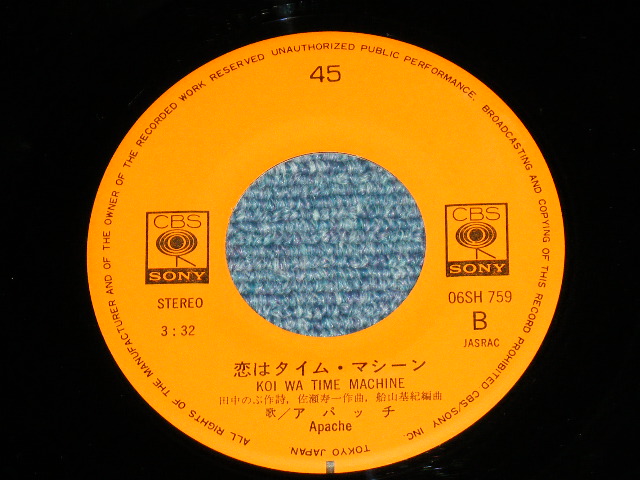 ALL RIGHTS OF THE MANUFACTURER AND OF THE OWNER OF THE RECORDED WORK RESERVED UNAUTHORIZED PUBLIC PERFORMANCE, BROADCASTING AND COPYING OF THIS RECORD PROHIBITED CBS/SONY INC. TOKYO JAPAN
45
CBS
SONY
CBS
SONY
STEREO
3:32
06SH 759
B
JASRAC
恋はタイム・マシーン
KOI WA TIME MACHINE
田中のぶ作詩, 佐瀬寿一作曲, 船山基紀編曲
歌/アパッチ
Apache